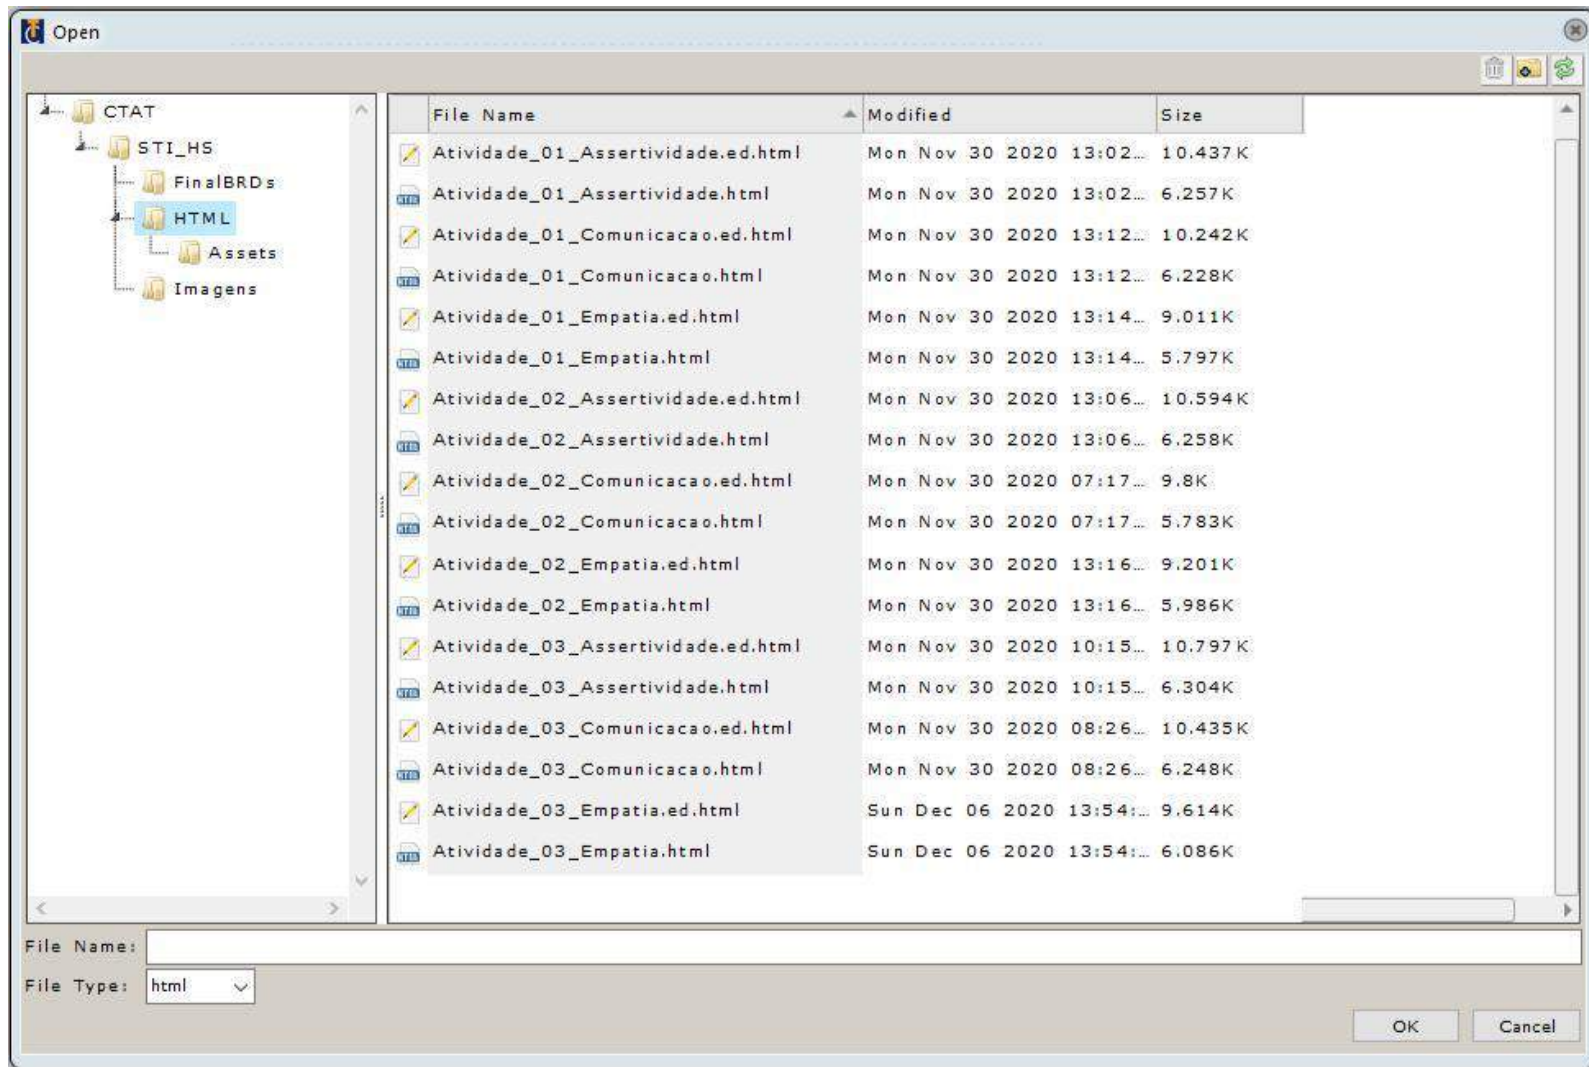 Open
CTAT
STI_HS
FinalBRDs
HTML
Assets
Imagens
File Name Modified Size
Atividade_01_Assertividade.ed.html Mon Nov 30 2020 13:02... 10.437K
Atividade_01_Assertividade.html Mon Nov 30 2020 13:02... 6.257K
Atividade_01_Comunicacao.ed.html Mon Nov 30 2020 13:12... 10.242K
Atividade_01_Comunicacao.html Mon Nov 30 2020 13:12... 6.228K
Atividade_01_Empatia.ed.html Mon Nov 30 2020 13:14... 9.011K
Atividade_01_Empatia.html Mon Nov 30 2020 13:14... 5.797K
Atividade_02_Assertividade.ed.html Mon Nov 30 2020 13:06... 10.594K
Atividade_02_Assertividade.html Mon Nov 30 2020 13:06... 6.258K
Atividade_02_Comunicacao.ed.html Mon Nov 30 2020 07:17... 9.8K
Atividade_02_Comunicacao.html Mon Nov 30 2020 07:17... 5.783K
Atividade_02_Empatia.ed.html Mon Nov 30 2020 13:16... 9.201K
Atividade_02_Empatia.html Mon Nov 30 2020 13:16... 5.986K
Atividade_03_Assertividade.ed.html Mon Nov 30 2020 10:15... 10.797K
Atividade_03_Assertividade.html Mon Nov 30 2020 10:15... 6.304K
Atividade_03_Comunicacao.ed.html Mon Nov 30 2020 08:26... 10.435K
Atividade_03_Comunicacao.html Mon Nov 30 2020 08:26... 6.248K
Atividade_03_Empatia.ed.html Sun Dec 06 2020 13:54:... 9.614K
Atividade_03_Empatia.html Sun Dec 06 2020 13:54:... 6.086K
File Name:
File Type: html
OK Cancel